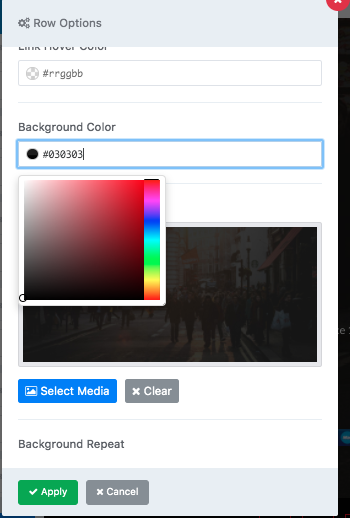 Row Options
Link Hover Color
#rrggbb
Background Color
#030303
Select Media
Clear
Background Repeat
Apply
Cancel